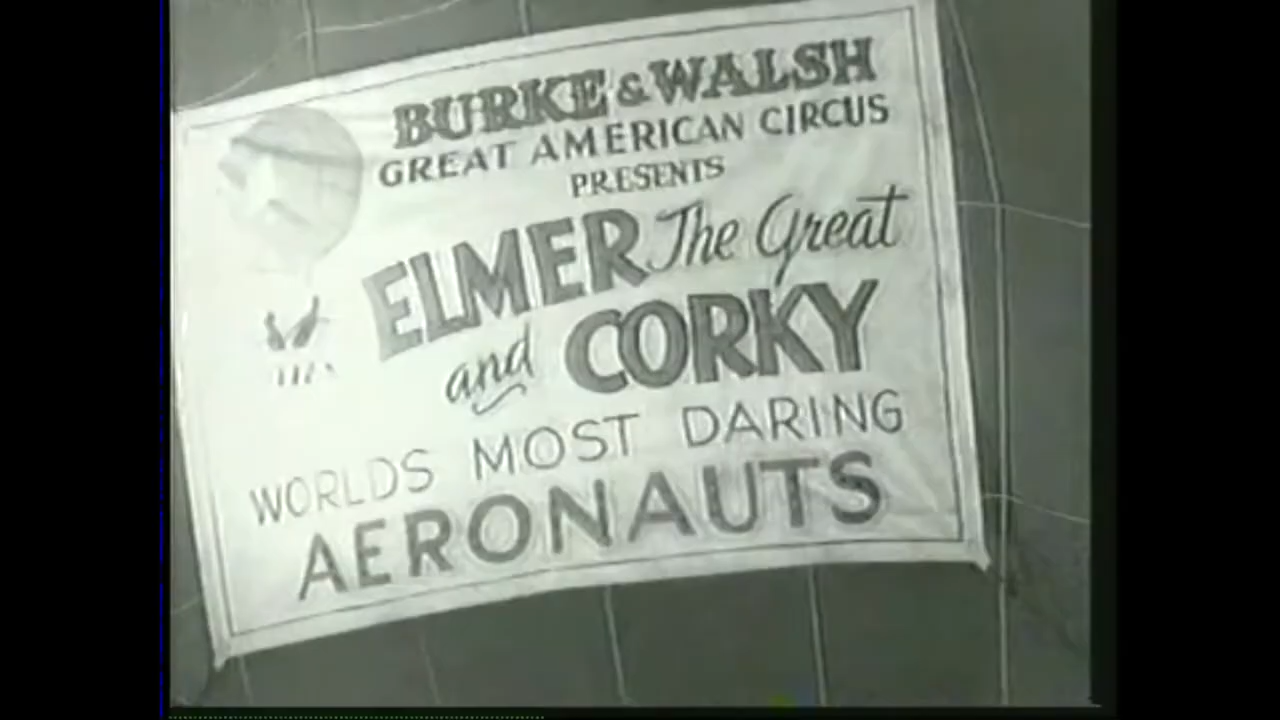 BURKE & WALSH
GREAT AMERICAN CIRCUS
PRESENTS
ELMER The Great
and CORKY
WORLDS MOST DARING
AERONAUTS